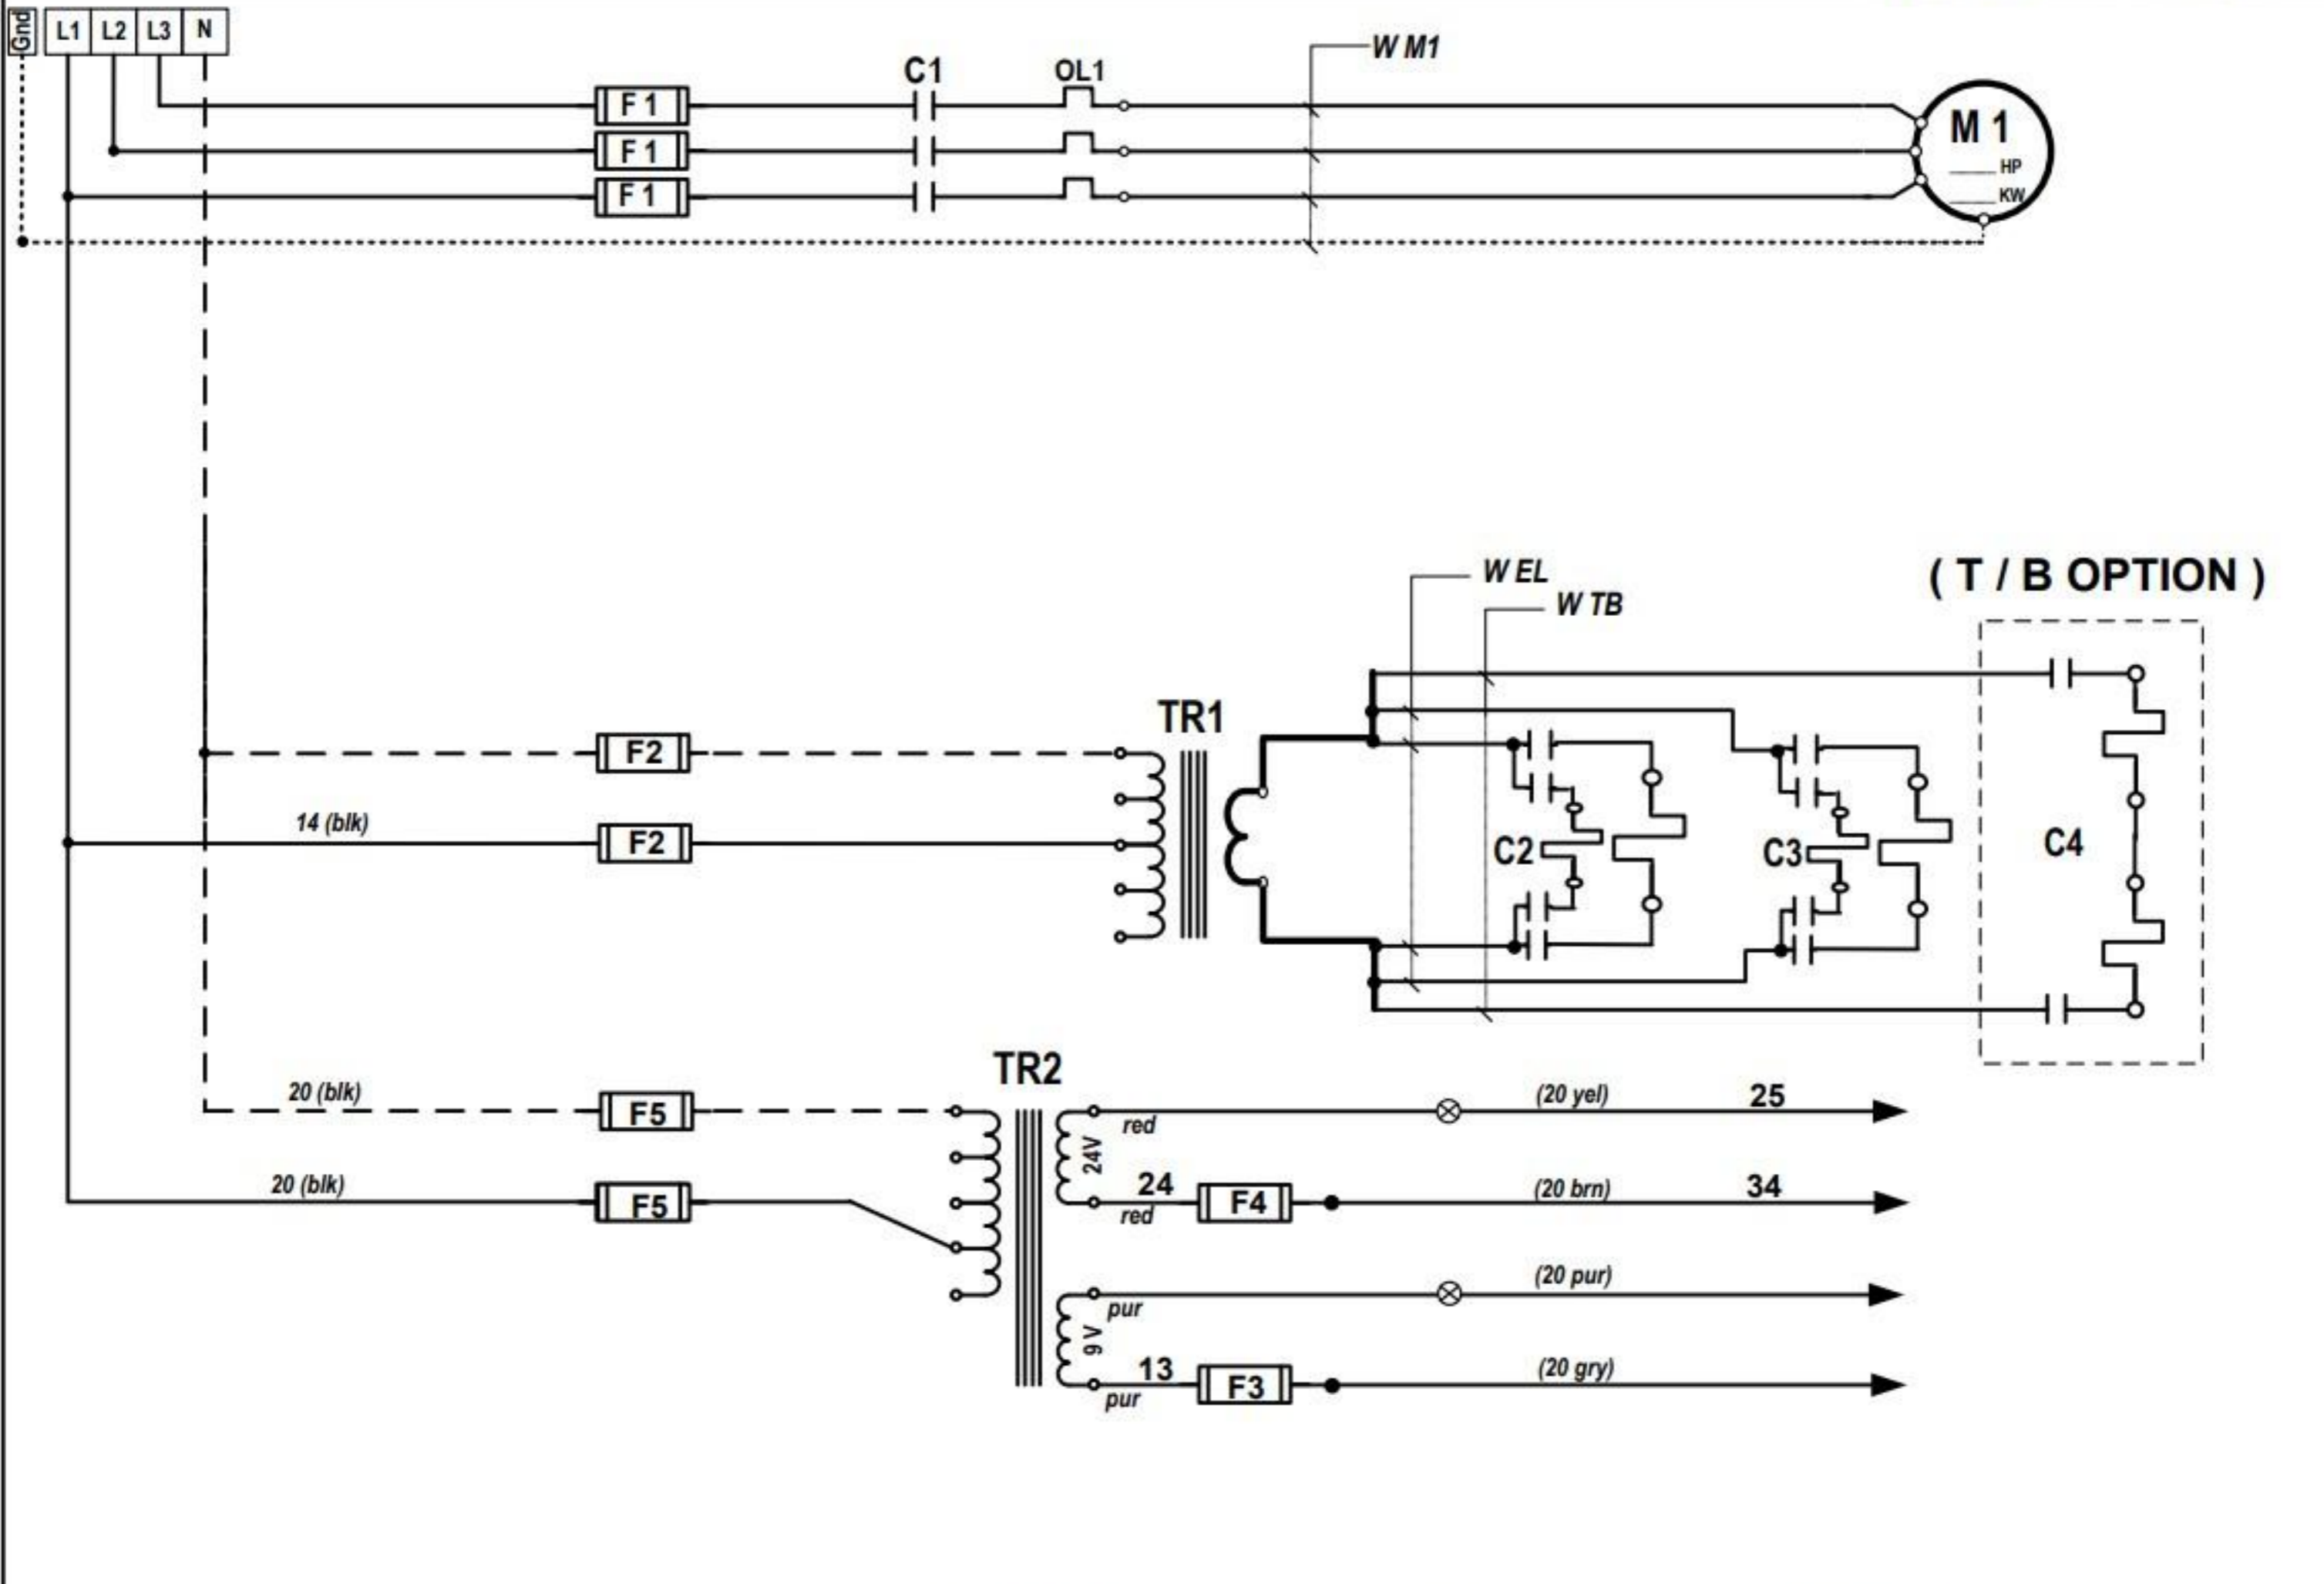 Gnd L1 L2 L3 N
W M1
C1 OL1
F 1
M 1
F 1
HP
F 1
KW
W EL
( T / B OPTION )
W TB
TR1
F2
14 (blk)
F2
C2 C3 C4
TR2
20 (blk)
F5
24V
red
(20 yel) 25
20 (blk)
F5
24
red
F4
(20 brn) 34
9 V
pur
(20 pur)
13
pur
F3
(20 gry)